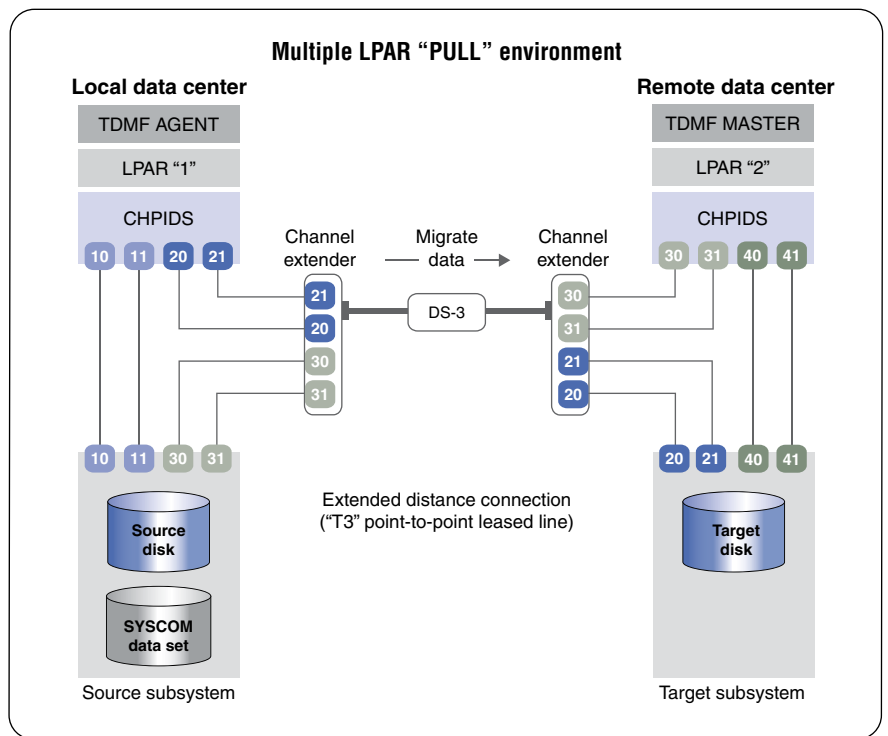 Multiple LPAR “PULL” environment
Local data center
TDMF AGENT
LPAR “1”
CHPIDS
10 11 20 21
Remote data center
TDMF MASTER
LPAR “2”
CHPIDS
30 31 40 41
Channel
extender
21
20
30
31
Migrate
data
DS-3
Channel
extender
30
31
21
20
10 11 30 31
Source
disk
SYSCOM
data set
Source subsystem
Extended distance connection
(“T3” point-to-point leased line)
20 21 40 41
Target
disk
Target subsystem